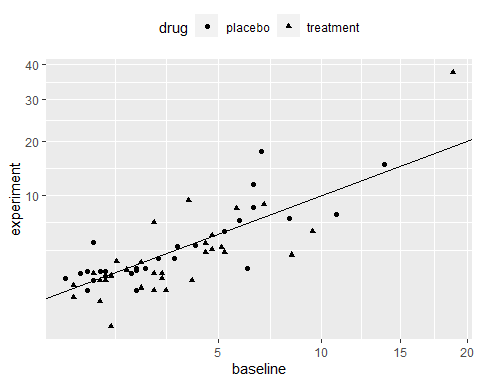 drug placebo treatment
40
30
20
10
experiment
5 10 15 20
baseline